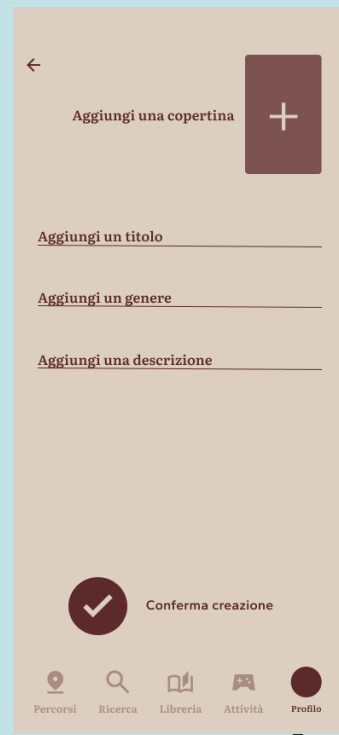 Aggiungi una copertina
Aggiungi un titolo
Aggiungi un genere
Aggiungi una descrizione
Conferma creazione
Percorsi Ricerca Libreria Attività Profilo